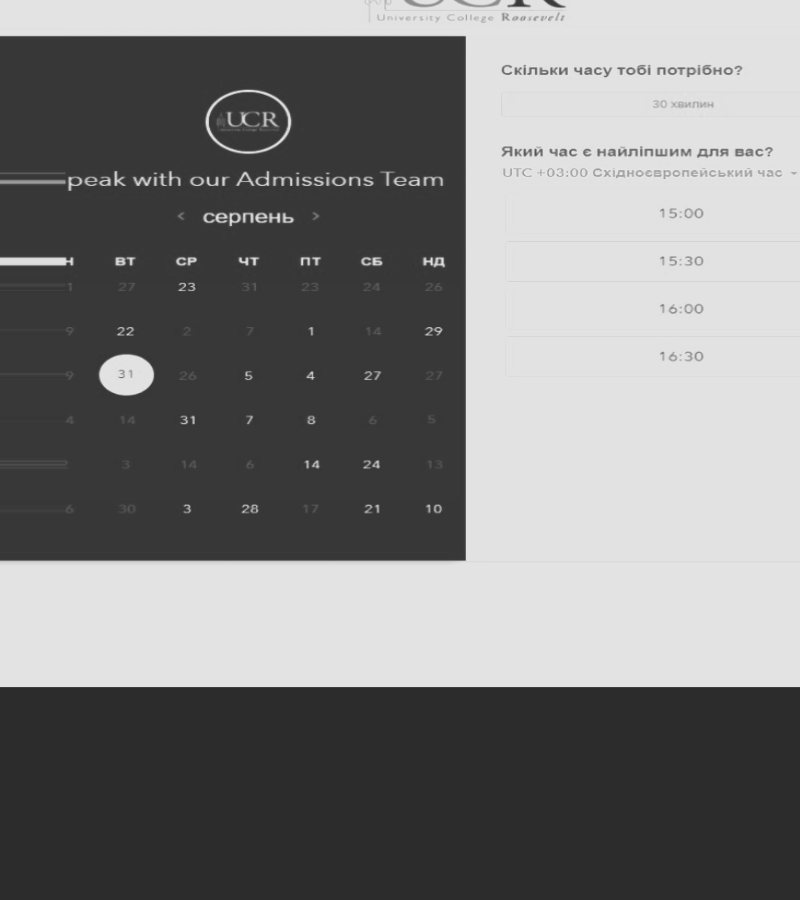 University College Roosevelt
UCR
peak with our Admissions Team
< серпень >
Н ВТ СР ЧТ ПТ СБ НД
1 27 23 31 23 24 26
9 22 2 7 1 14 29
9 31 26 5 4 27 27
4 14 31 7 8 6 5
3 14 6 14 24 13
6 30 3 28 17 21 10
Скільки часу тобі потрібно?
30 хвилин
Який час є найліпшим для вас?
UTC +03:00 Східноєвропейський час
15:00
15:30
16:00
16:30